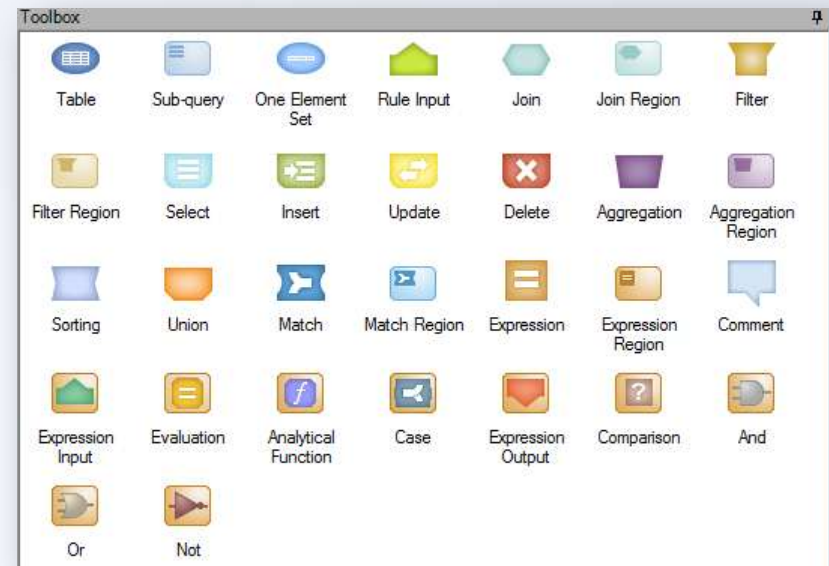 Toolbox
Table Sub-query One Element Set Rule Input Join Join Region Filter
Filter Region Select Insert Update Delete Aggregation Aggregation Region
Sorting Union Match Match Region Expression Expression Region Comment
Expression Input Evaluation Analytical Function Case Expression Output Comparison And
Or Not